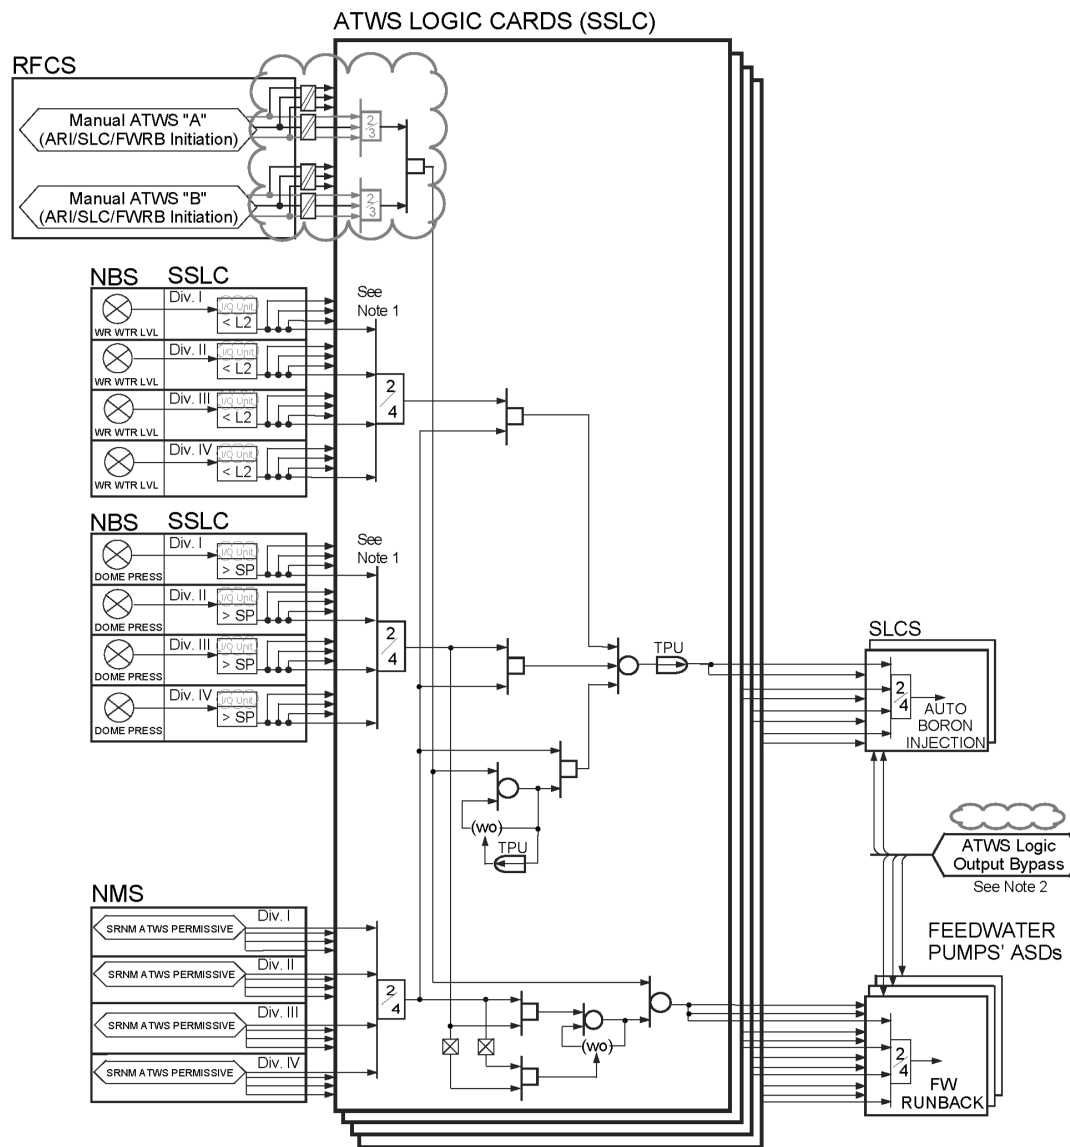 ATWS LOGIC CARDS (SSLC)
RFCS
Manual ATWS "A"
(ARI/SLC/FWRB Initiation)
2
3
Manual ATWS "B"
(ARI/SLC/FWRB Initiation)
2
3
NBS SSLC
See
Note 1
Div. I
I/Q Unit
< L2
WR WTR LVL
Div. II
I/Q Unit
< L2
WR WTR LVL
2
4
Div. III
I/Q Unit
< L2
WR WTR LVL
Div. IV
I/Q Unit
< L2
WR WTR LVL
NBS SSLC
See
Note 1
Div. I
I/Q Unit
> SP
DOME PRESS
Div. II
I/Q Unit
> SP
DOME PRESS
2
4
Div. III
I/Q Unit
> SP
DOME PRESS
Div. IV
I/Q Unit
> SP
DOME PRESS
TPU
SLCS
2
4
AUTO
BORON
INJECTION
(wo)
TPU
ATWS Logic
Output Bypass
See Note 2
NMS
Div. I
SRNM ATWS PERMISSIVE
Div. II
SRNM ATWS PERMISSIVE
2
4
Div. III
SRNM ATWS PERMISSIVE
Div. IV
SRNM ATWS PERMISSIVE
(wo)
FEEDWATER
PUMPS' ASDs
2
4
FW
RUNBACK